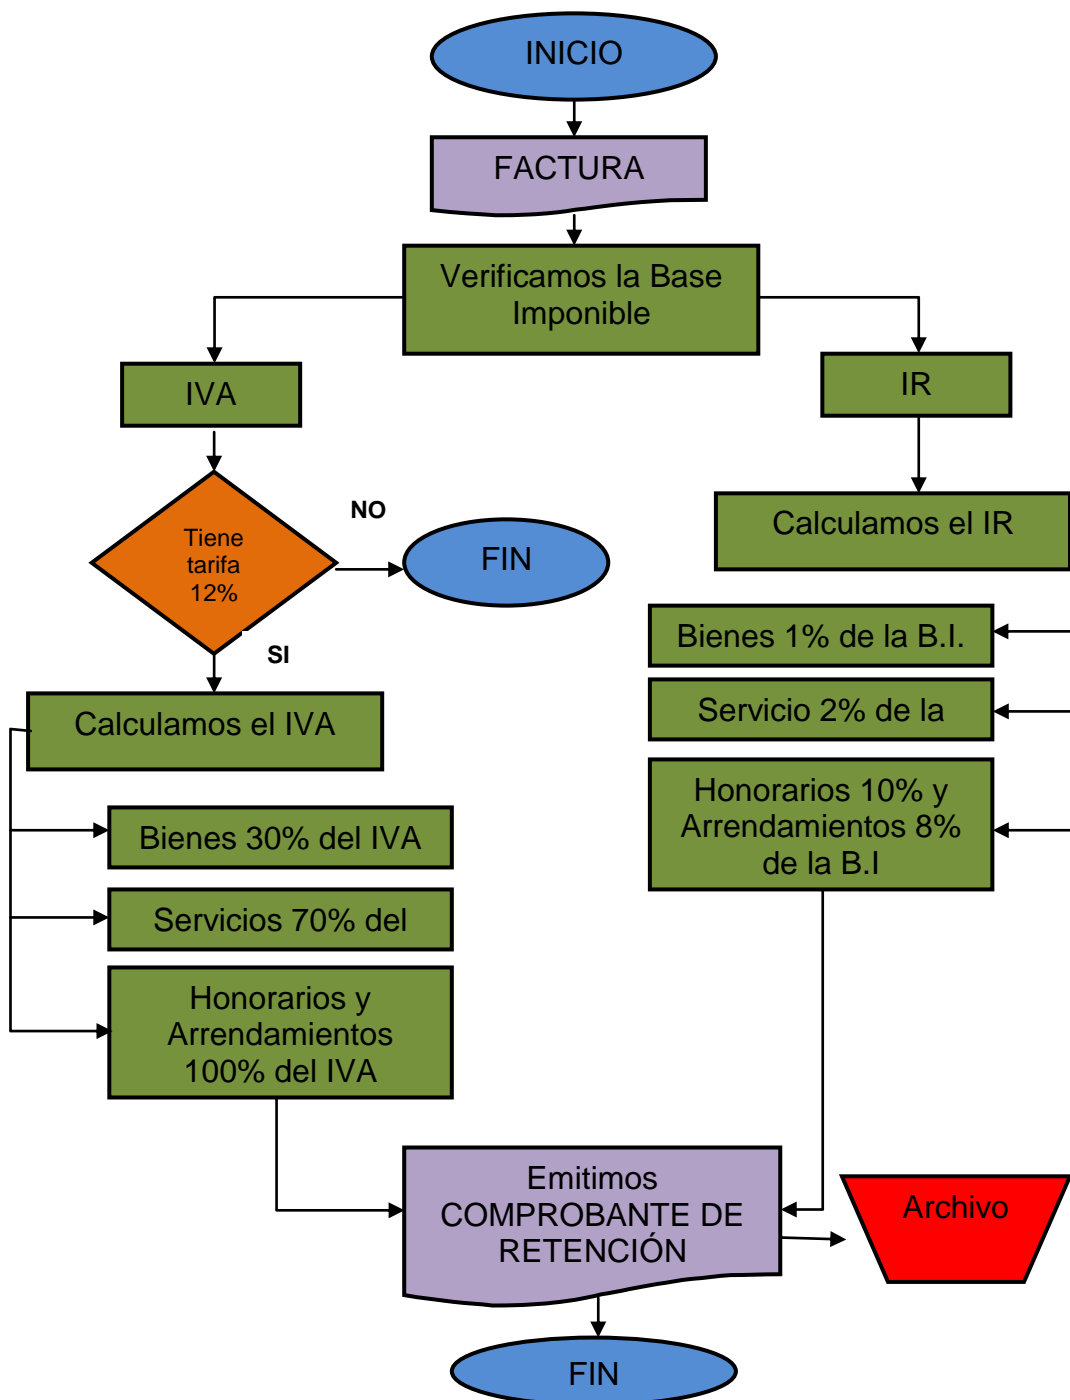 INICIO
FACTURA
Verificamos la Base
Imponible
IVA
IR
Tiene
tarifa
12%
NO
FIN
Calculamos el IR
SI
Bienes 1% de la B.I.
Servicio 2% de la
Honorarios 10% y
Arrendamientos 8%
de la B.I
Calculamos el IVA
Bienes 30% del IVA
Servicios 70% del
Honorarios y
Arrendamientos
100% del IVA
Emitimos
COMPROBANTE DE
RETENCIÓN
Archivo
FIN